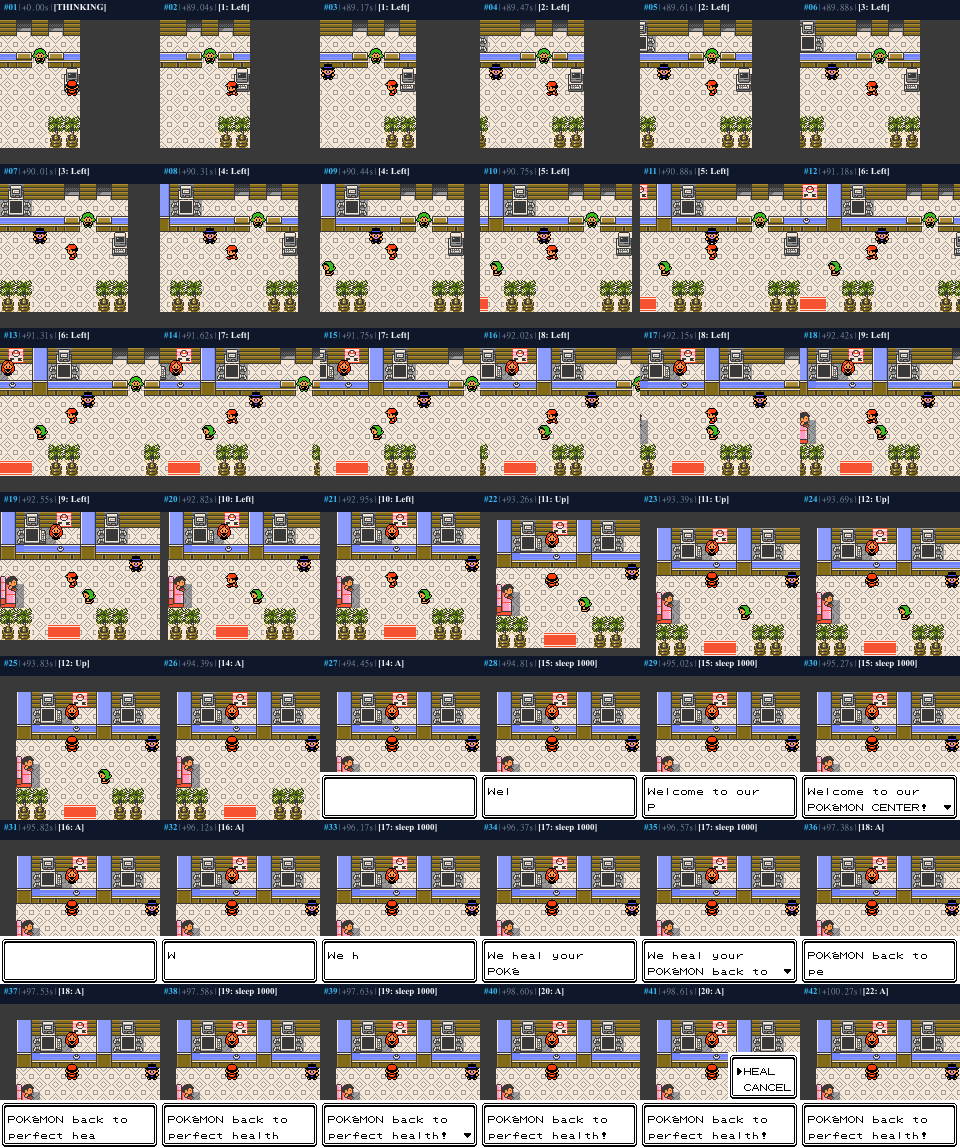 #01| +0.00s| [THINKING]
#02| +89.04s| [1: Left]
#03| +89.17s| [1: Left]
#04| +89.47s| [2: Left]
#05| +89.61s| [2: Left]
#06| +89.88s| [3: Left]
#07| +90.01s| [3: Left]
#08| +90.31s| [4: Left]
#09| +90.44s| [4: Left]
#10| +90.75s| [5: Left]
#11| +90.88s| [5: Left]
#12| +91.18s| [6: Left]
#13| +91.31s| [6: Left]
#14| +91.62s| [7: Left]
#15| +91.75s| [7: Left]
#16| +92.02s| [8: Left]
#17| +92.15s| [8: Left]
#18| +92.42s| [9: Left]
#19| +92.55s| [9: Left]
#20| +92.82s| [10: Left]
#21| +92.95s| [10: Left]
#22| +93.26s| [11: Up]
#23| +93.39s| [11: Up]
#24| +93.69s| [12: Up]
#25| +93.83s| [12: Up]
#26| +94.39s| [14: A]
#27| +94.45s| [14: A]
#28| +94.81s| [15: sleep 1000]
#29| +95.02s| [15: sleep 1000]
#30| +95.27s| [15: sleep 1000]
Wel
Welcome to our
P
Welcome to our
POKéMON CENTER!
#31| +95.82s| [16: A]
#32| +96.12s| [16: A]
#33| +96.17s| [17: sleep 1000]
#34| +96.37s| [17: sleep 1000]
#35| +96.57s| [17: sleep 1000]
#36| +97.38s| [18: A]
W
We h
We heal your
POKé
We heal your
POKéMON back to
POKéMON back to
pe
#37| +97.53s| [18: A]
#38| +97.58s| [19: sleep 1000]
#39| +97.63s| [19: sleep 1000]
#40| +98.60s| [20: A]
#41| +98.61s| [20: A]
#42| +100.27s| [22: A]
POKéMON back to
perfect hea
POKéMON back to
perfect health
POKéMON back to
perfect health!
POKéMON back to
perfect health!
HEAL
CANCEL
POKéMON back to
perfect health!
POKéMON back to
perfect health!